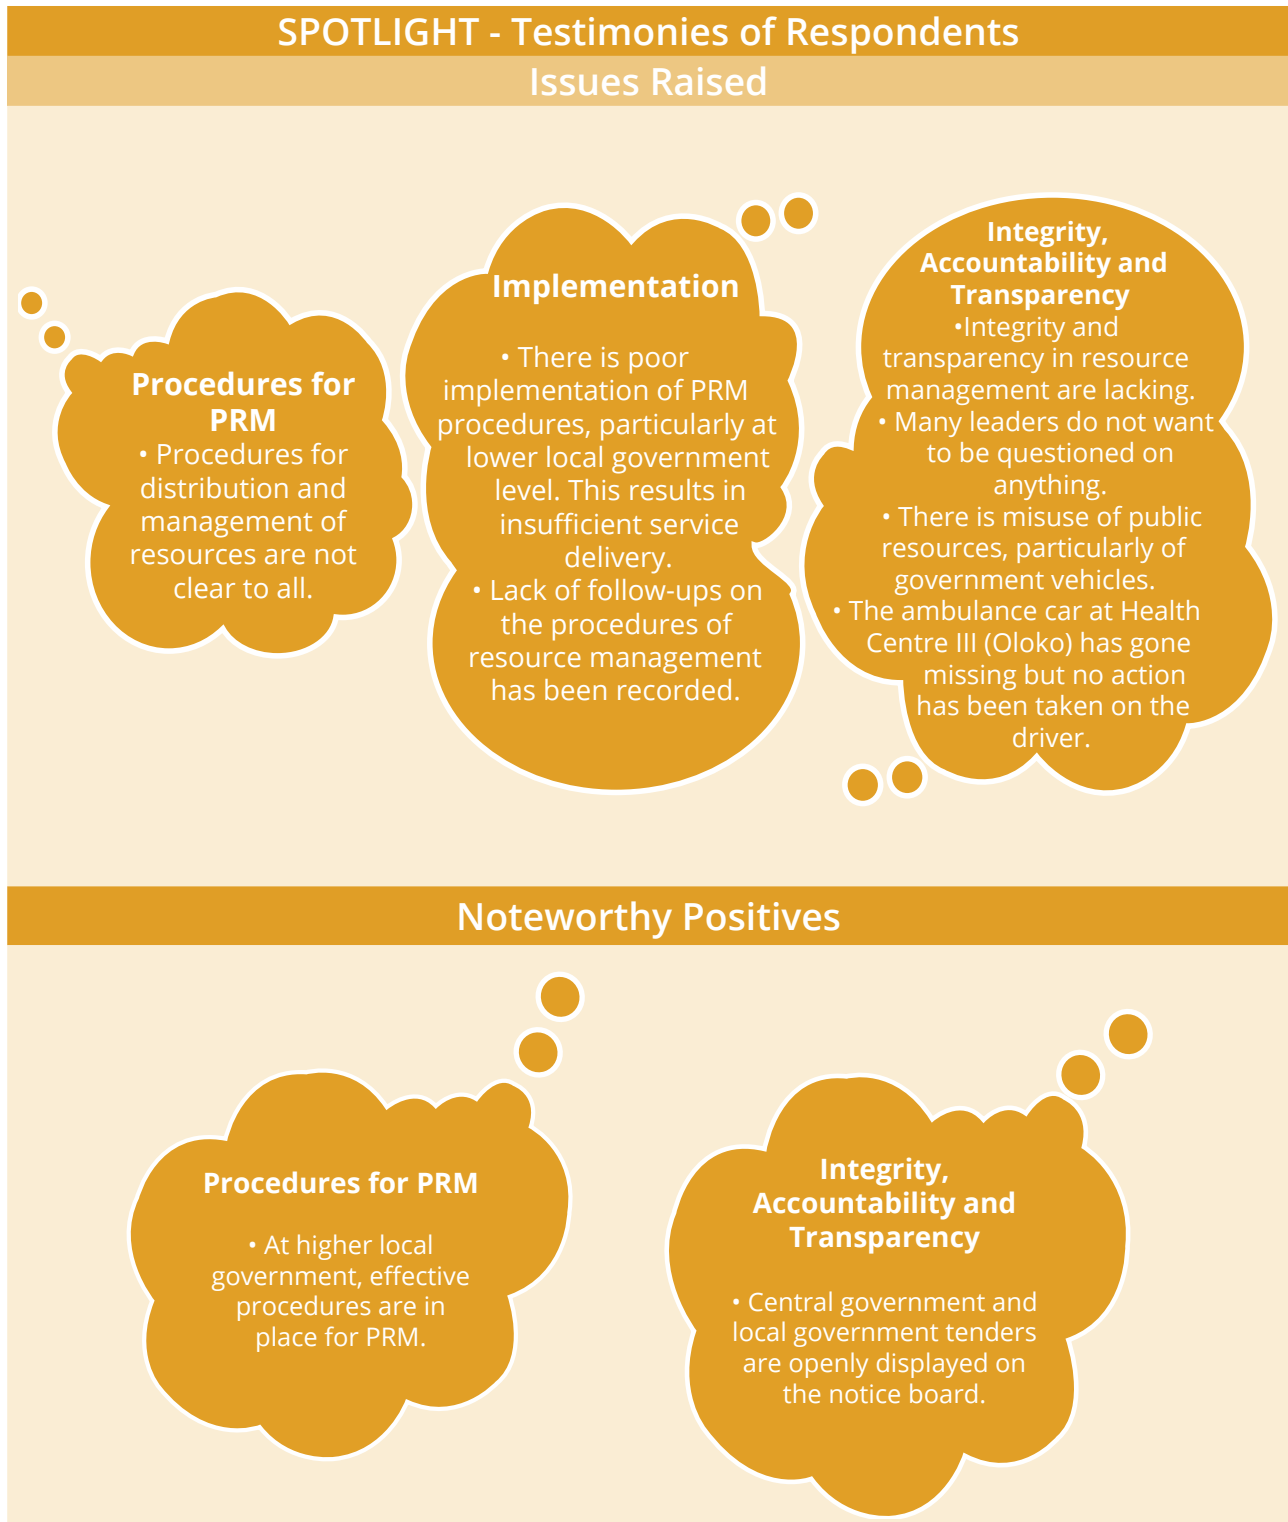 SPOTLIGHT - Testimonies of Respondents
Issues Raised
Procedures for
PRM
• Procedures for
distribution and
management of
resources are not
clear to all.
Implementation
• There is poor
implementation of PRM
procedures, particularly at
lower local government
level. This results in
insufficient service
delivery.
• Lack of follow-ups on
the procedures of
resource management
has been recorded.
Integrity,
Accountability and
Transparency
•Integrity and
transparency in resource
management are lacking.
• Many leaders do not want
to be questioned on
anything.
• There is misuse of public
resources, particularly of
government vehicles.
• The ambulance car at Health
Centre III (Oloko) has gone
missing but no action
has been taken on the
driver.
Noteworthy Positives
Procedures for PRM
• At higher local
government, effective
procedures are in
place for PRM.
Integrity,
Accountability and
Transparency
• Central government and
local government tenders
are openly displayed on
the notice board.